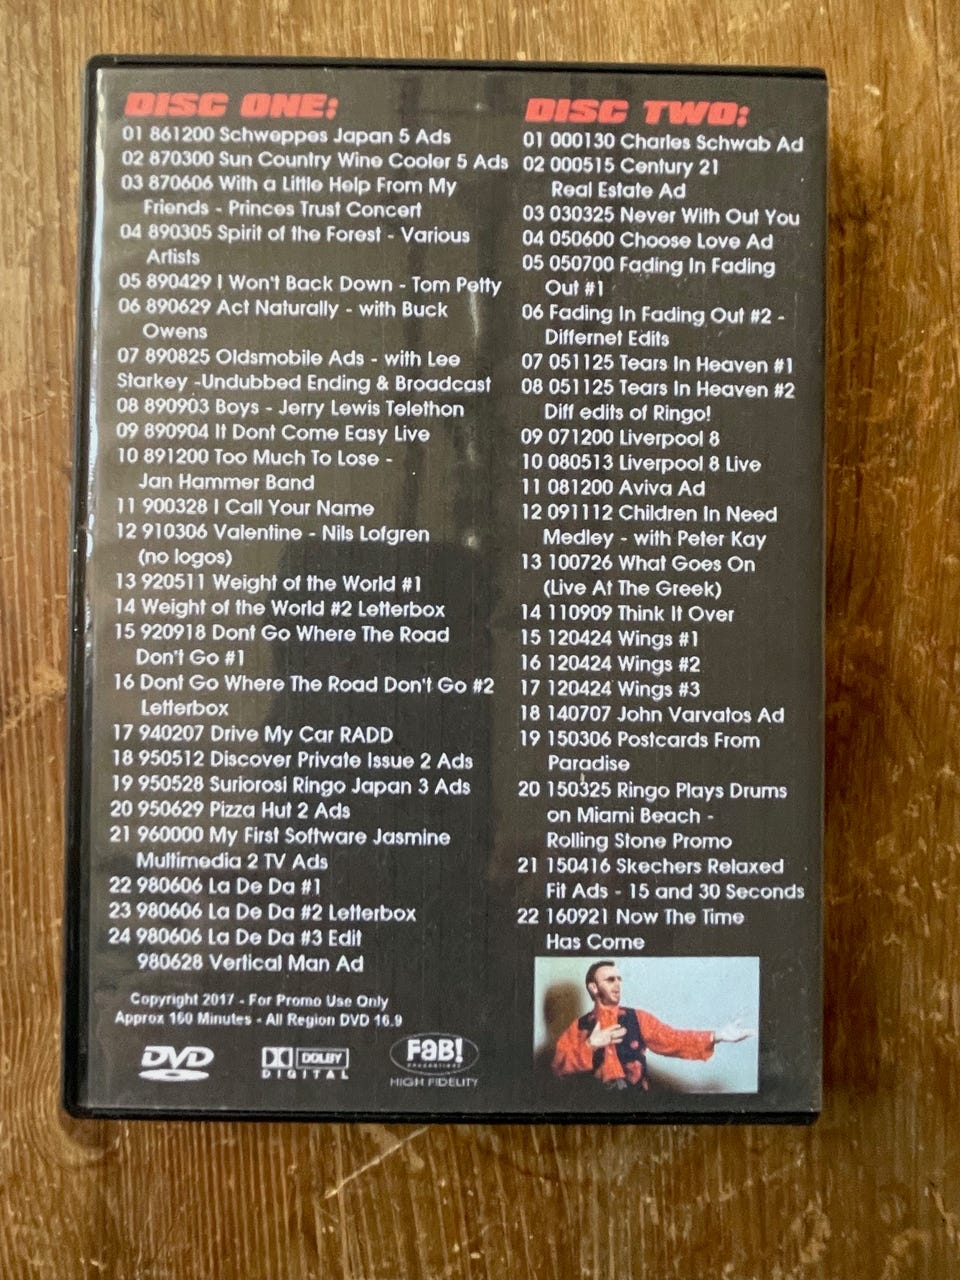 DISC ONE:
01 861200 Schweppes Japan 5 Ads
02 870300 Sun Country Wine Cooler 5 Ads
03 870606 With a Little Help From My
Friends - Princes Trust Concert
04 890305 Spirit of the Forest - Various
Artists
05 890429 I Won't Back Down - Tom Petty
06 890629 Act Naturally - with Buck
Owens
07 890825 Oldsmobile Ads - with Lee
Starkey -Undubbed Ending & Broadcast
08 890903 Boys - Jerry Lewis Telethon
09 890904 It Dont Come Easy Live
10 891200 Too Much To Lose -
Jan Hammer Band
11 900328 I Call Your Name
12 910306 Valentine - Nils Lofgren
(no logos)
13 920511 Weight of the World #1
14 Weight of the World #2 Letterbox
15 920918 Dont Go Where The Road
Don't Go #1
16 Dont Go Where The Road Don't Go #2
Letterbox
17 940207 Drive My Car RADD
18 950512 Discover Private Issue 2 Ads
19 950528 Suriorosi Ringo Japan 3 Ads
20 950629 Pizza Hut 2 Ads
21 960000 My First Software Jasmine
Multimedia 2 TV Ads
22 980606 La De Da #1
23 980606 La De Da #2 Letterbox
24 980606 La De Da #3 Edit
980628 Vertical Man Ad
Copyright 2017 - For Promo Use Only
Approx 160 Minutes - All Region DVD 16.9
DVD
DOLBY
DIGITAL
FaB!
HIGH FIDELITY
DISC TWO:
01 000130 Charles Schwab Ad
02 000515 Century 21
Real Estate Ad
03 030325 Never With Out You
04 050600 Choose Love Ad
05 050700 Fading In Fading
Out #1
06 Fading In Fading Out #2 -
Differnet Edits
07 051125 Tears In Heaven #1
08 051125 Tears In Heaven #2
Diff edits of Ringo!
09 071200 Liverpool 8
10 080513 Liverpool 8 Live
11 081200 Aviva Ad
12 091112 Children In Need
Medley - with Peter Kay
13 100726 What Goes On
(Live At The Greek)
14 110909 Think It Over
15 120424 Wings #1
16 120424 Wings #2
17 120424 Wings #3
18 140707 John Varvatos Ad
19 150306 Postcards From
Paradise
20 150325 Ringo Plays Drums
on Miami Beach -
Rolling Stone Promo
21 150416 Skechers Relaxed
Fit Ads - 15 and 30 Seconds
22 160921 Now The Time
Has Come